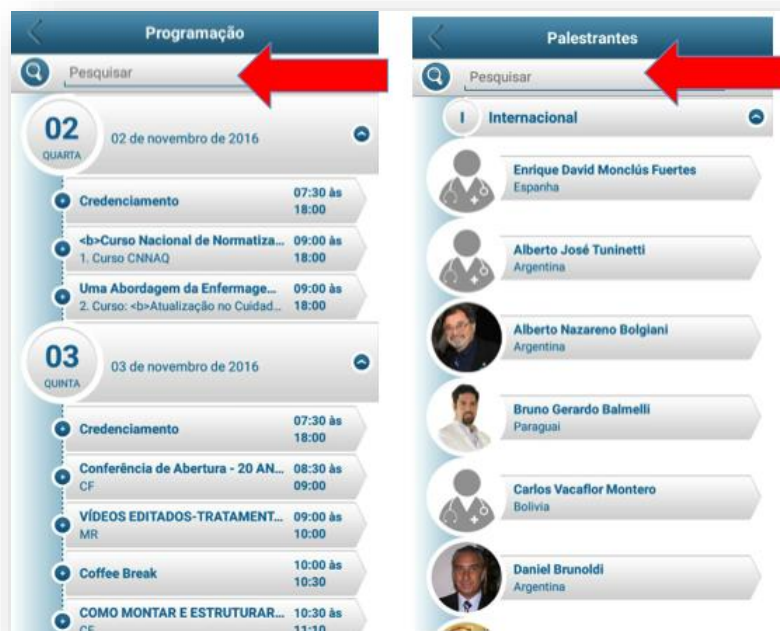 Programação
Pesquisar
02
QUARTA
02 de novembro de 2016
Credenciamento
07:30 às
18:00
<b>Curso Nacional de Normatiza...
1. Curso CNNAQ
09:00 às
18:00
Uma Abordagem da Enfermage...
2. Curso: <b>Atualização no Cuidad...
09:00 às
18:00
03
QUINTA
03 de novembro de 2016
Credenciamento
07:30 às
18:00
Conferência de Abertura - 20 AN...
CF
08:30 às
09:00
VÍDEOS EDITADOS-TRATAMENT...
MR
09:00 às
10:00
Coffee Break
10:00 às
10:30
COMO MONTAR E ESTRUTURAR...
CF
10:30 às
11:10
Palestrantes
Pesquisar
I
Internacional
Enrique David Monclús Fuertes
Espanha
Alberto José Tuninetti
Argentina
Alberto Nazareno Bolgiani
Argentina
Bruno Gerardo Balmelli
Paraguai
Carlos Vacaflor Montero
Bolivia
Daniel Brunoldi
Argentina